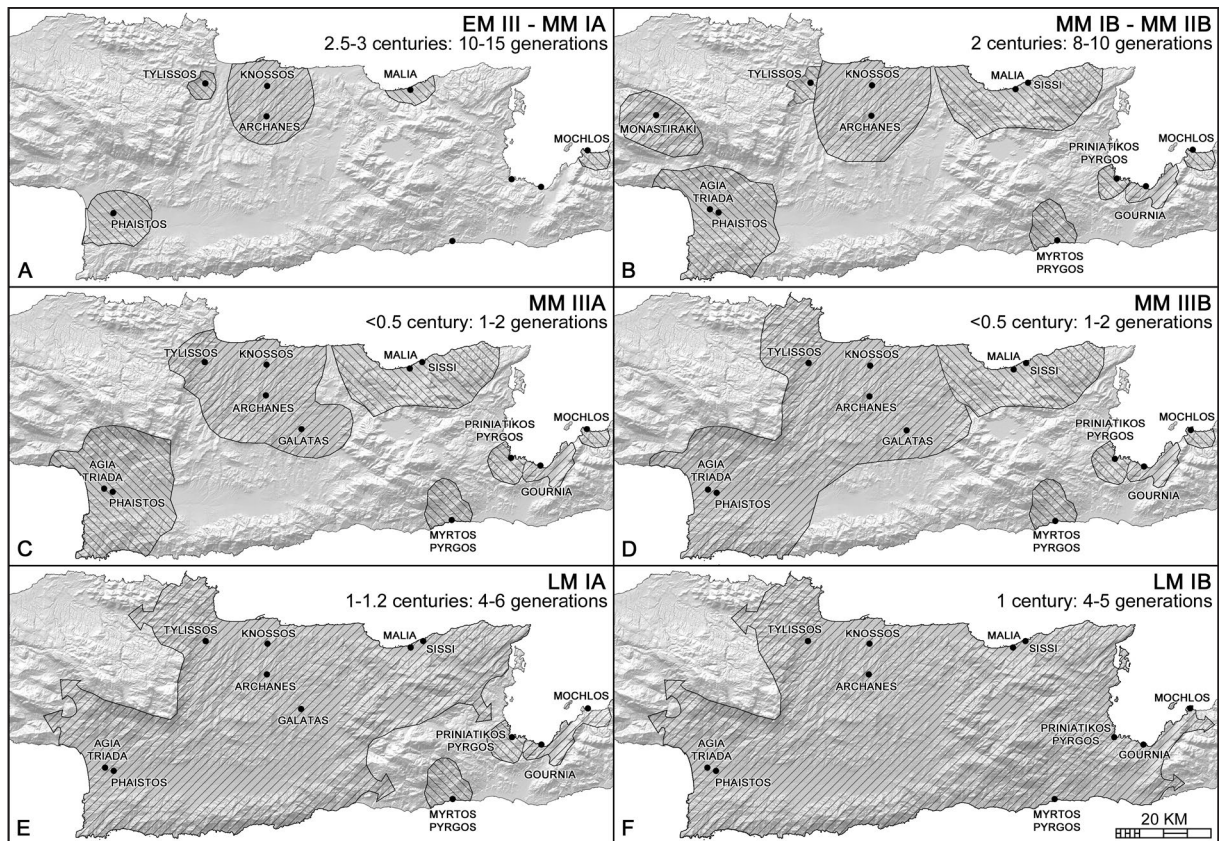 EM III - MM IA
2.5-3 centuries: 10-15 generations
TYLISSOS
KNOSSOS
MALIA
ARCHANES
MOCHLOS
PHAISTOS
A
MM IB - MM IIB
2 centuries: 8-10 generations
TYLISSOS
KNOSSOS
MALIA
SISSI
MONASTIRAKI
ARCHANES
MOCHLOS
PRINIATIKOS
PYRGOS
AGIA
TRIADA
PHAISTOS
GOURNIA
MYRTOS
PRYGOS
B
MM IIIA
<0.5 century: 1-2 generations
TYLISSOS
KNOSSOS
MALIA
SISSI
ARCHANES
GALATAS
MOCHLOS
PRINIATIKOS
PYRGOS
AGIA
TRIADA
PHAISTOS
GOURNIA
MYRTOS
PYRGOS
C
MM IIIB
<0.5 century: 1-2 generations
TYLISSOS
KNOSSOS
MALIA
SISSI
ARCHANES
GALATAS
MOCHLOS
PRINIATIKOS
PYRGOS
AGIA
TRIADA
PHAISTOS
GOURNIA
MYRTOS
PYRGOS
D
LM IA
1-1.2 centuries: 4-6 generations
TYLISSOS
KNOSSOS
MALIA
SISSI
ARCHANES
GALATAS
MOCHLOS
PRINIATIKOS
PYRGOS
AGIA
TRIADA
PHAISTOS
GOURNIA
MYRTOS
PYRGOS
E
LM IB
1 century: 4-5 generations
TYLISSOS
KNOSSOS
MALIA
SISSI
ARCHANES
MOCHLOS
PRINIATIKOS
PYRGOS
GOURNIA
AGIA
TRIADA
PHAISTOS
MYRTOS
PYRGOS
F
20 KM